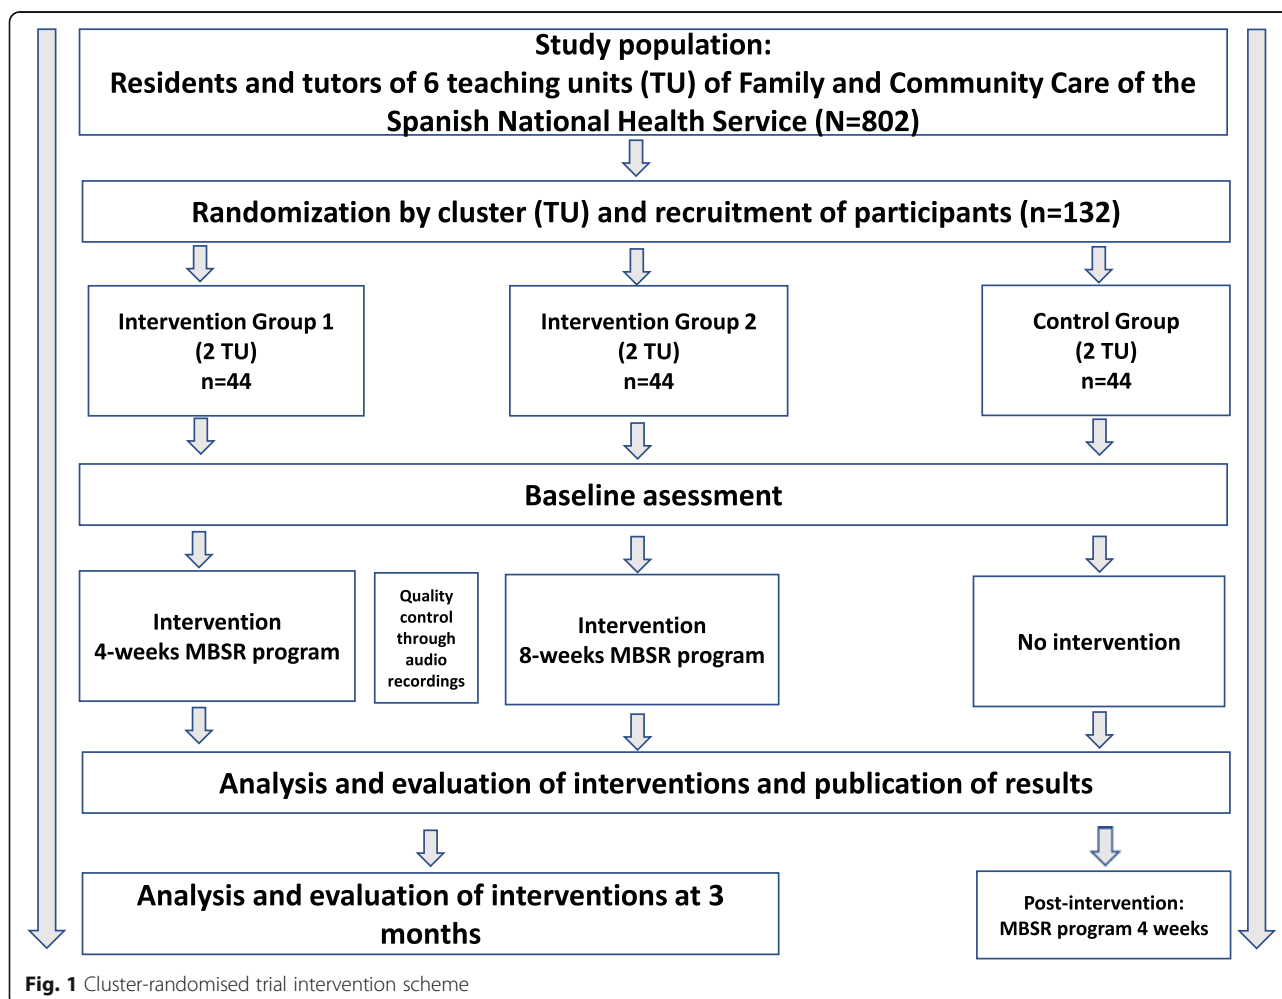 Study population:
Residents and tutors of 6 teaching units (TU) of Family and Community Care of the
Spanish National Health Service (N=802)
Randomization by cluster (TU) and recruitment of participants (n=132)
Intervention Group 1
(2 TU)
n=44
Intervention Group 2
(2 TU)
n=44
Control Group
(2 TU)
n=44
Baseline asessment
Intervention
4-weeks MBSR program
Quality
control
through
audio
recordings
Intervention
8-weeks MBSR program
No intervention
Analysis and evaluation of interventions and publication of results
Analysis and evaluation of interventions at 3
months
Post-intervention:
MBSR program 4 weeks
Fig. 1 Cluster-randomised trial intervention scheme